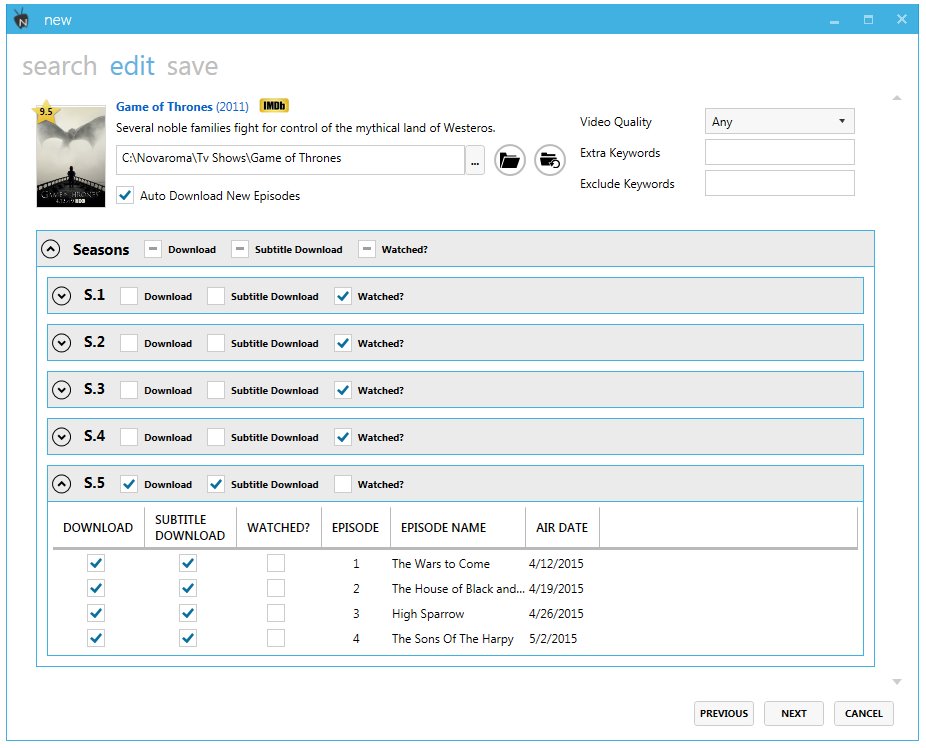 new
search edit save
9.5
Game of Thrones (2011) IMDb
Several noble families fight for control of the mythical land of Westeros.
C:\Novaroma\Tv Shows\Game of Thrones
...
Auto Download New Episodes
GAME OF THRONES
Video Quality Any
Extra Keywords
Exclude Keywords
Seasons Download Subtitle Download Watched?
S.1 Download Subtitle Download Watched?
S.2 Download Subtitle Download Watched?
S.3 Download Subtitle Download Watched?
S.4 Download Subtitle Download Watched?
S.5 Download Subtitle Download Watched?
DOWNLOAD SUBTITLE DOWNLOAD WATCHED? EPISODE EPISODE NAME AIR DATE
1 The Wars to Come 4/12/2015
2 The House of Black and... 4/19/2015
3 High Sparrow 4/26/2015
4 The Sons Of The Harpy 5/2/2015
PREVIOUS NEXT CANCEL